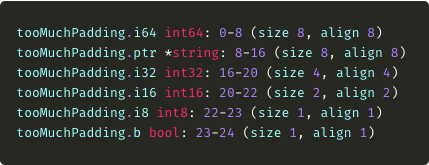 tooMuchPadding.i64 int64: 0-8 (size 8, align 8)
tooMuchPadding.ptr *string: 8-16 (size 8, align 8)
tooMuchPadding.i32 int32: 16-20 (size 4, align 4)
tooMuchPadding.i16 int16: 20-22 (size 2, align 2)
tooMuchPadding.i8 int8: 22-23 (size 1, align 1)
tooMuchPadding.b bool: 23-24 (size 1, align 1)